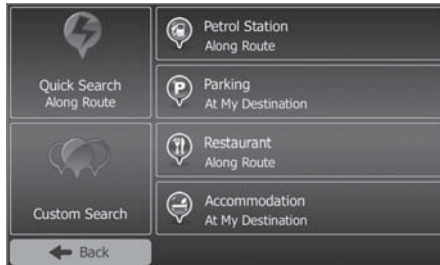 Quick Search
Along Route
Custom Search
Back
Petrol Station
Along Route
P
Parking
At My Destination
Restaurant
Along Route
Accommodation
At My Destination